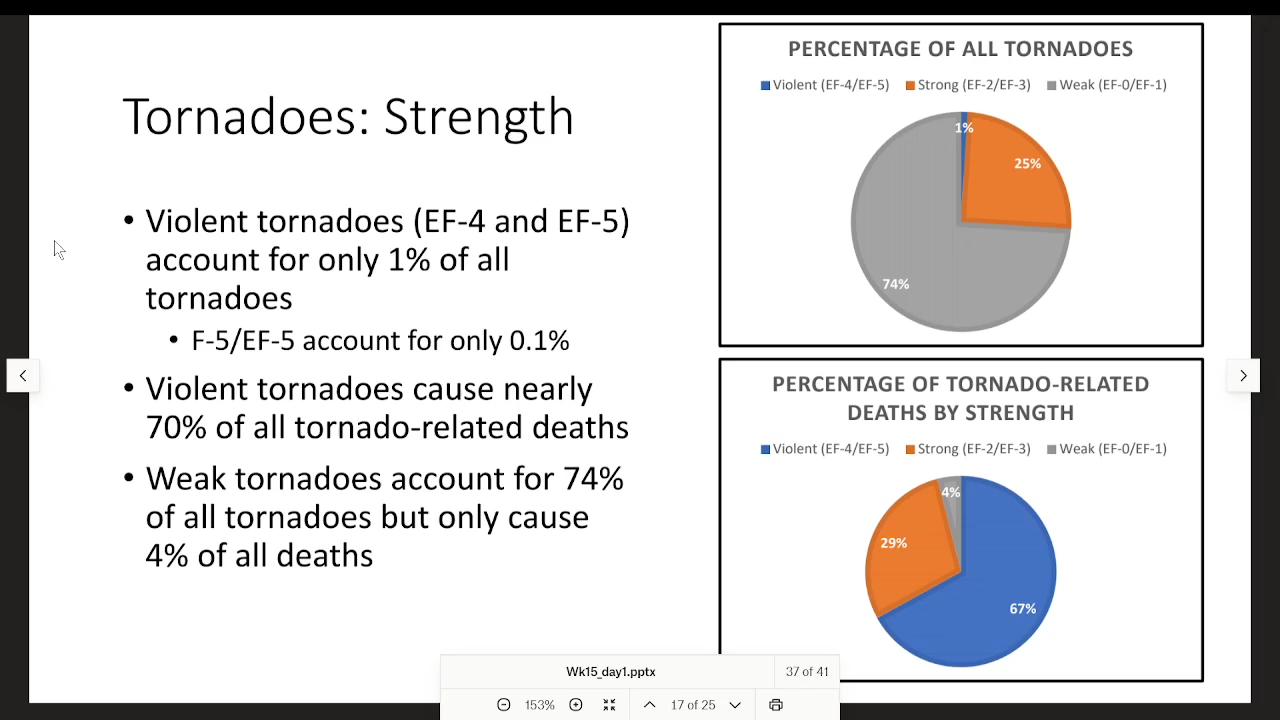 Tornadoes: Strength
• Violent tornadoes (EF-4 and EF-5)
account for only 1% of all
tornadoes
• F-5/EF-5 account for only 0.1%
• Violent tornadoes cause nearly
70% of all tornado-related deaths
• Weak tornadoes account for 74%
of all tornadoes but only cause
4% of all deaths
PERCENTAGE OF ALL TORNADOES
Violent (EF-4/EF-5) Strong (EF-2/EF-3) Weak (EF-0/EF-1)
1%
25%
74%
PERCENTAGE OF TORNADO-RELATED
DEATHS BY STRENGTH
Violent (EF-4/EF-5) Strong (EF-2/EF-3) Weak (EF-0/EF-1)
4%
29%
67%
Wk15_day1.pptx 37 of 41
153% 17 of 25